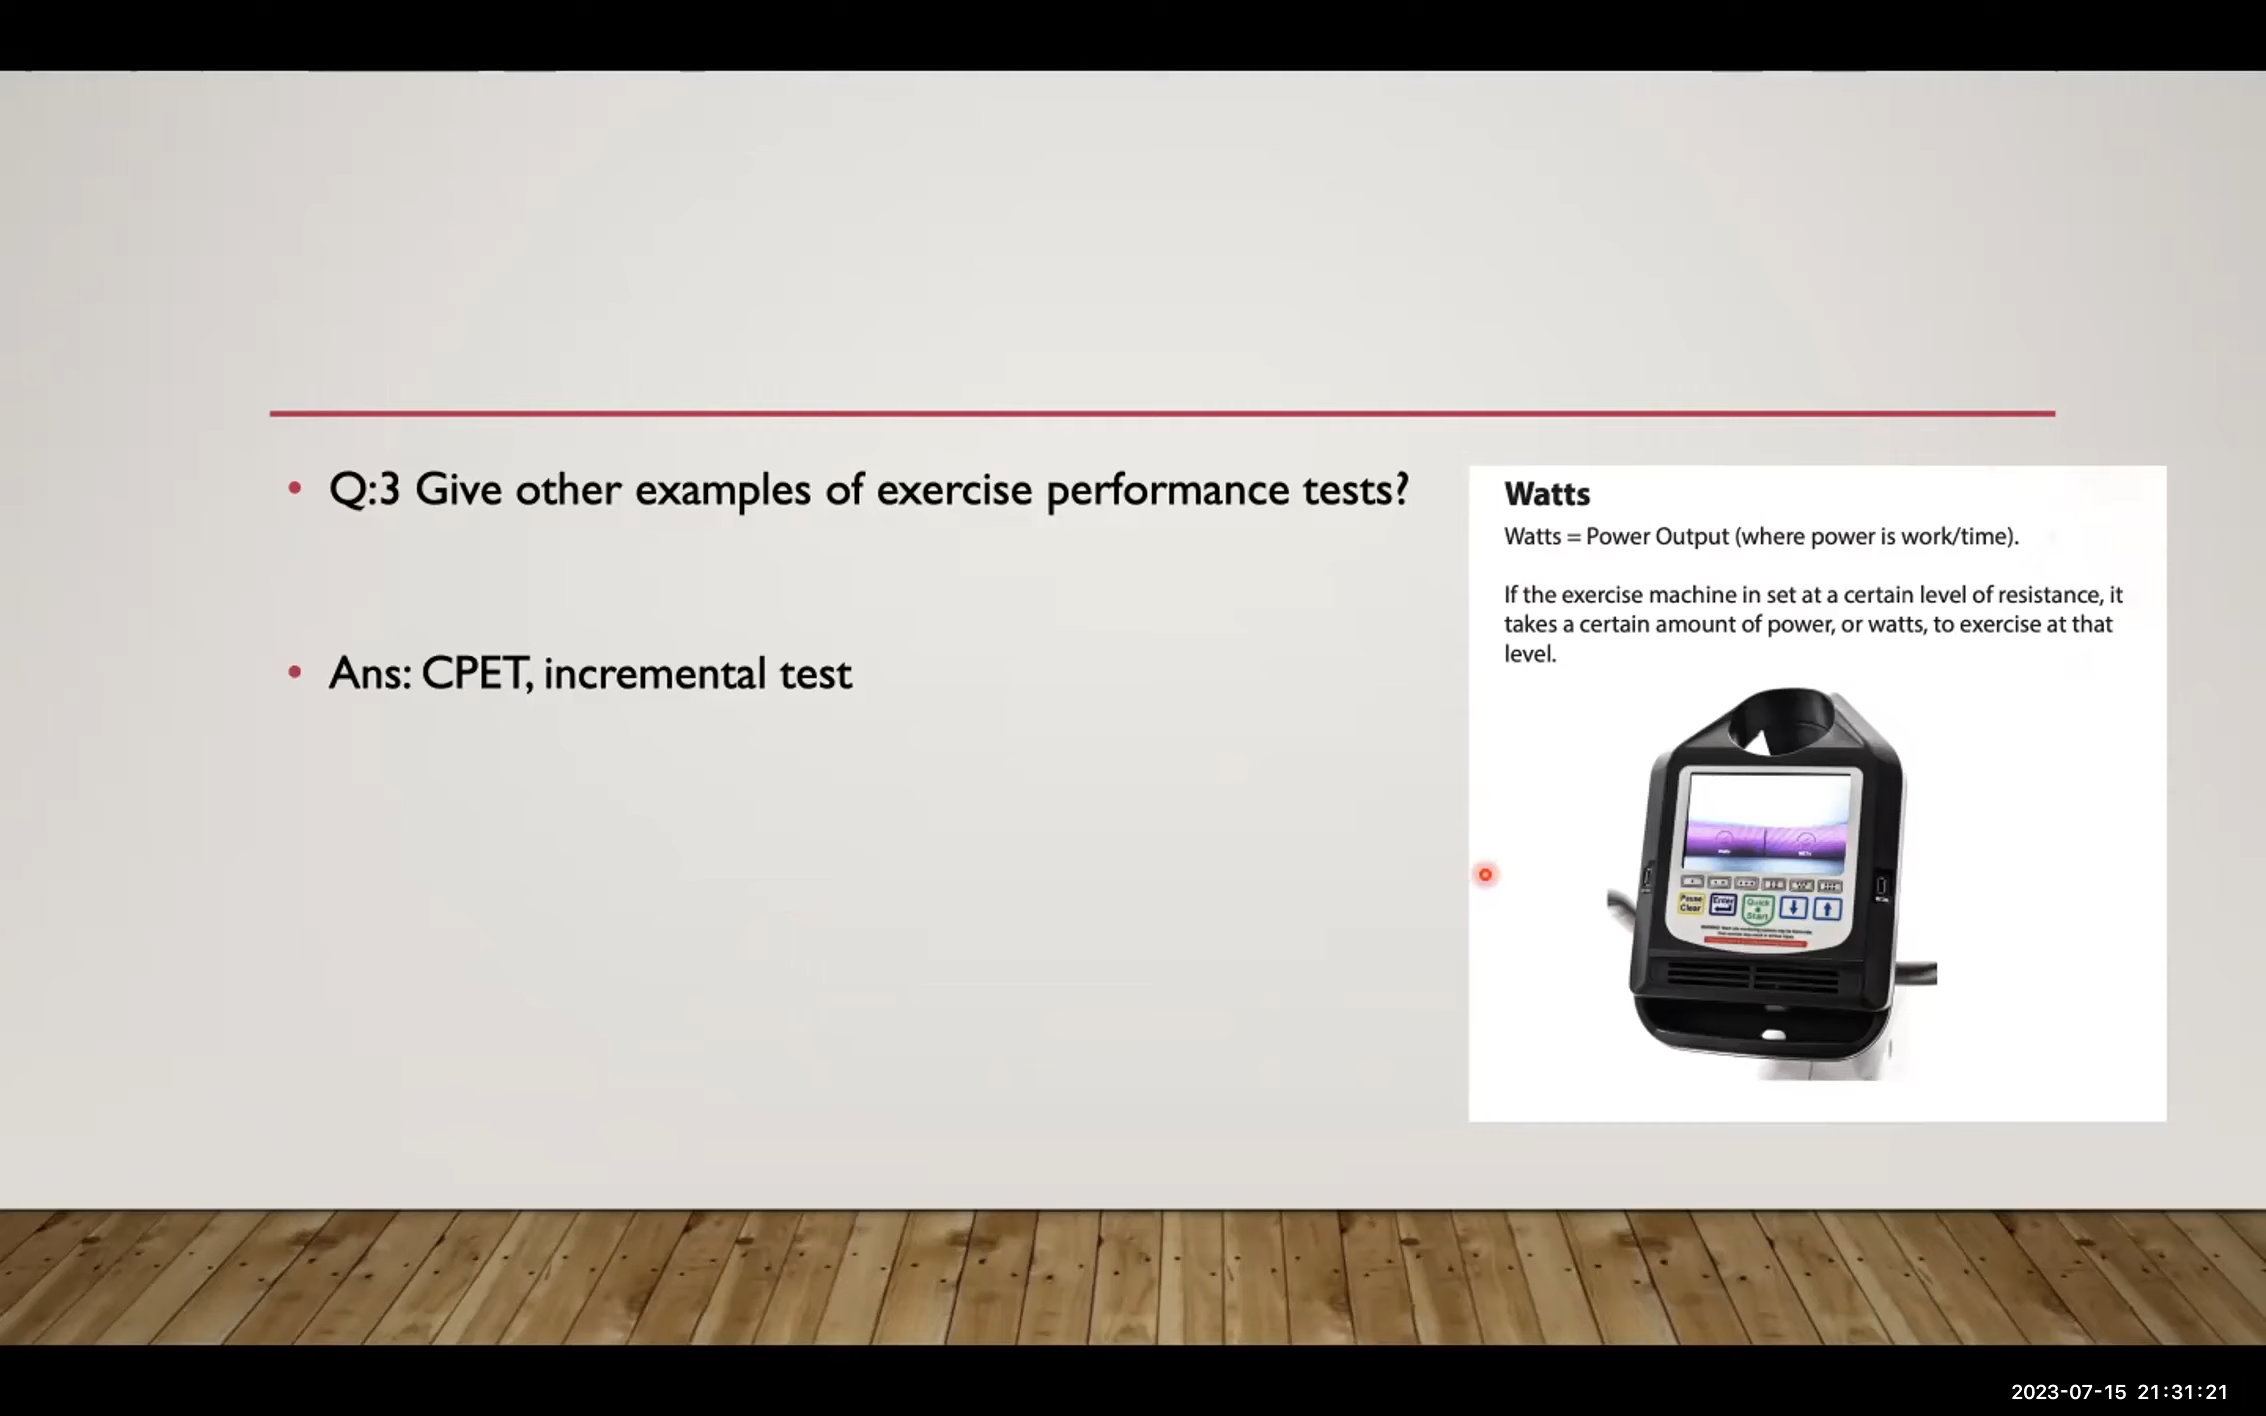 Q:3 Give other examples of exercise performance tests?
Ans: CPET, incremental test
Watts
Watts = Power Output (where power is work/time).
If the exercise machine in set at a certain level of resistance, it
takes a certain amount of power, or watts, to exercise at that
level.
Pause
Clear
Enter
Quick
Start
2023-07-15 21:31:21